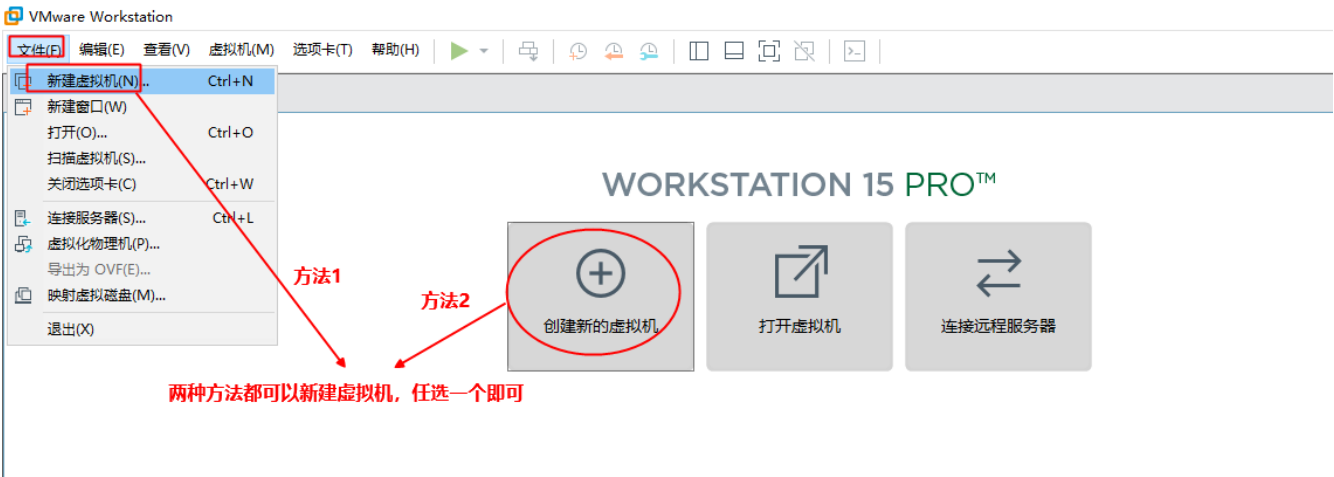 VMware Workstation
文件(F) 编辑(E) 查看(V) 虚拟机(M) 选项卡(T) 帮助(H)
新建虚拟机(N)... Ctrl+N
新建窗口(W)
打开(O)... Ctrl+O
扫描虚拟机(S)...
关闭选项卡(C) Ctrl+W
连接服务器(S)... Ctrl+L
虚拟化物理机(P)...
导出为 OVF(E)...
映射虚拟磁盘(M)...
退出(X)
WORKSTATION 15 PRO™
创建新的虚拟机
打开虚拟机
连接远程服务器
方法1
方法2
两种方法都可以新建虚拟机，任选一个即可